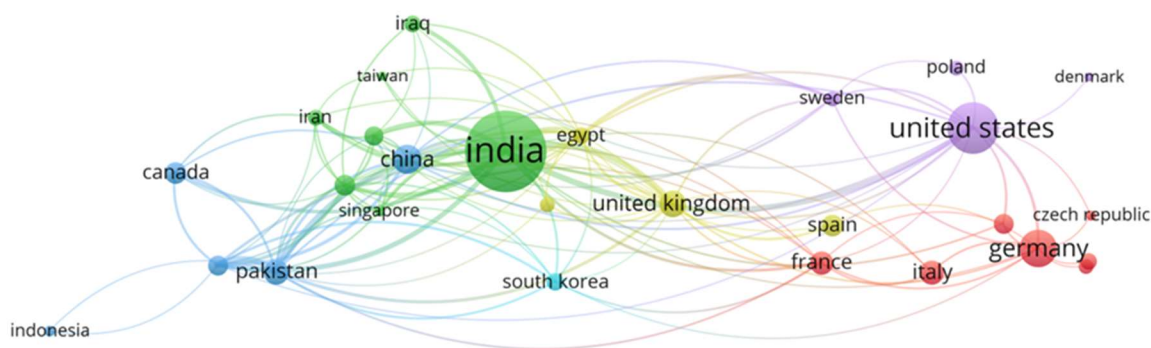 iraq
poland
taiwan
denmark
sweden
iran
united states
egypt
india
china
canada
united kingdom
singapore
czech republic
spain
germany
france
pakistan
italy
south korea
indonesia